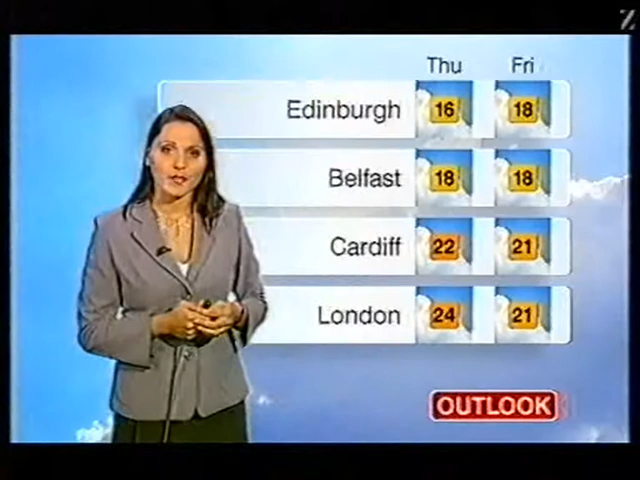 Z
Thu Fri
Edinburgh 16 18
Belfast 18 18
Cardiff 22 21
London 24 21
OUTLOOK